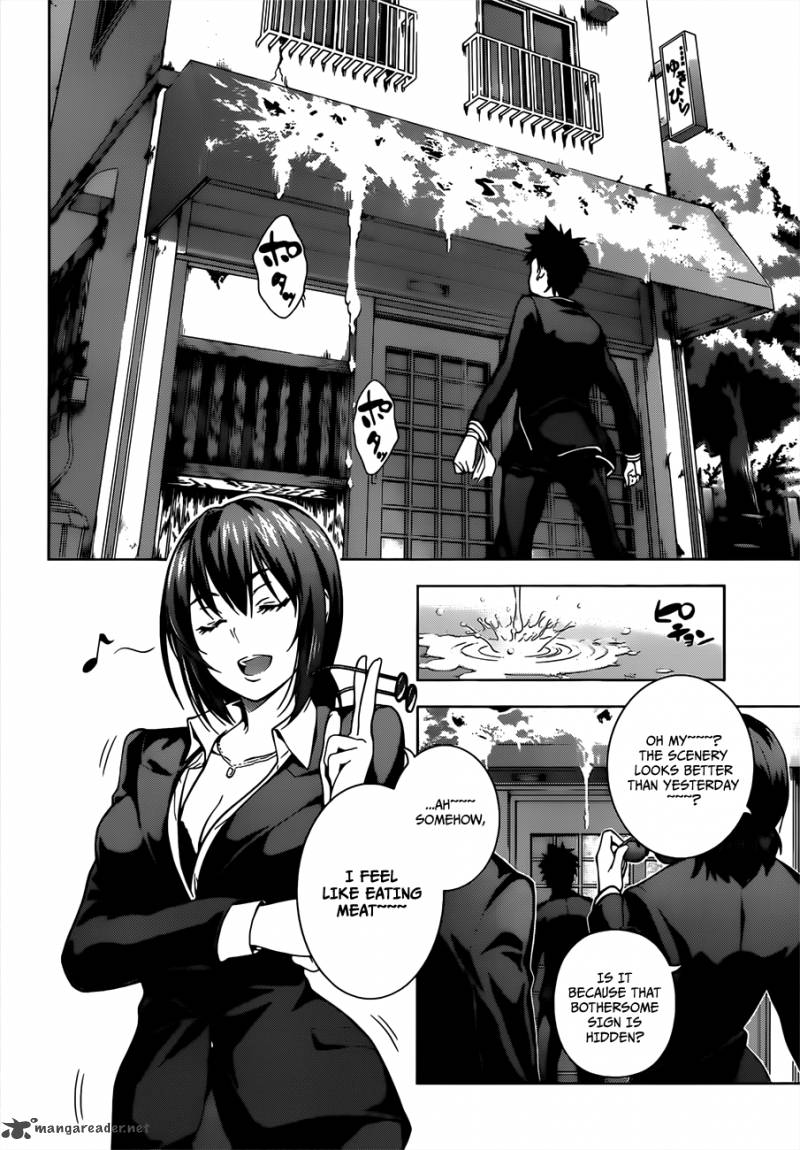 ゆきひら
ポタッ
ポタッ
ピチョン
OH MY~~~?
THE SCENERY
LOOKS BETTER
THAN YESTERDAY
~~~?
IS IT
BECAUSE THAT
BOTHERSOME
SIGN IS
HIDDEN?
...AH~~~~
SOMEHOW,
I FEEL
LIKE EATING
MEAT~~~
mangareader.net